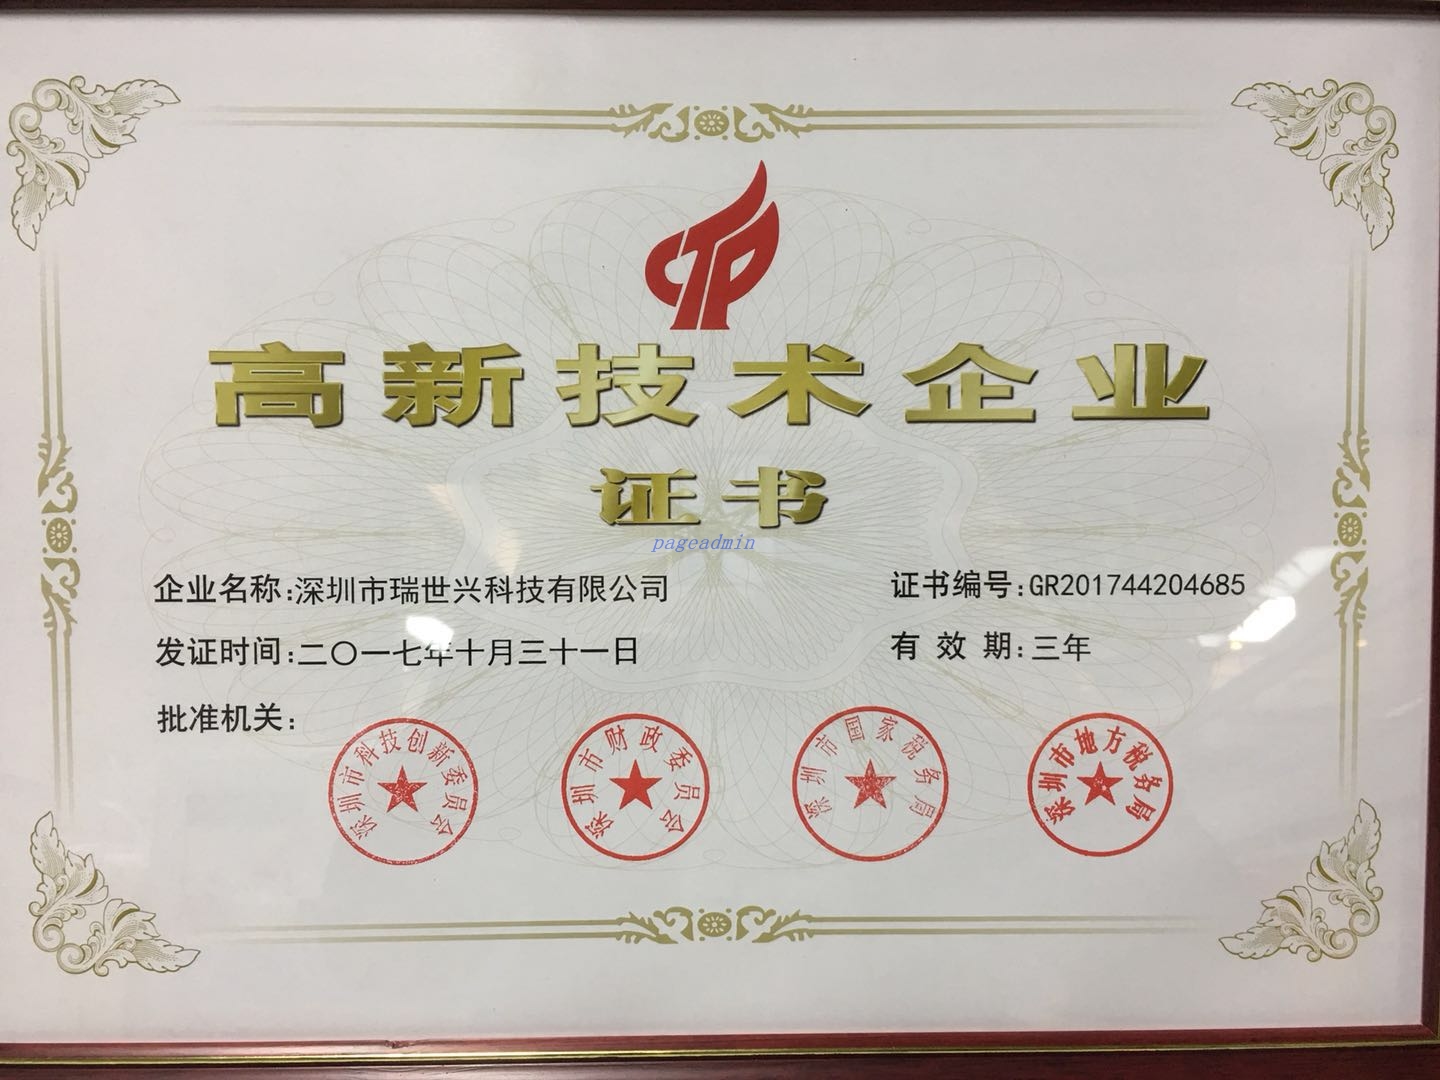 CTP
高新技术企业
证书
pageadmin
企业名称:深圳市瑞世兴科技有限公司
证书编号:GR201744204685
发证时间:二〇一七年十月三十一日
有效期:三年
批准机关:
深圳市科技创新委员会
深圳市财政委员会
深圳市国家税务局
深圳市地方税务局